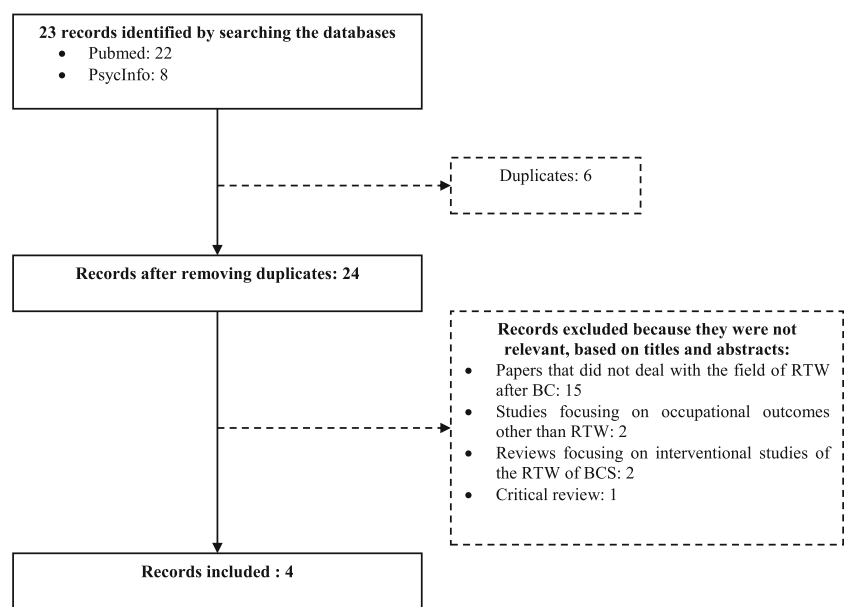 23 records identified by searching the databases
• Pubmed: 22
• PsycInfo: 8
Duplicates: 6
Records after removing duplicates: 24
Records excluded because they were not
relevant, based on titles and abstracts:
• Papers that did not deal with the field of RTW
after BC: 15
• Studies focusing on occupational outcomes
other than RTW: 2
• Reviews focusing on interventional studies of
the RTW of BCS: 2
• Critical review: 1
Records included : 4